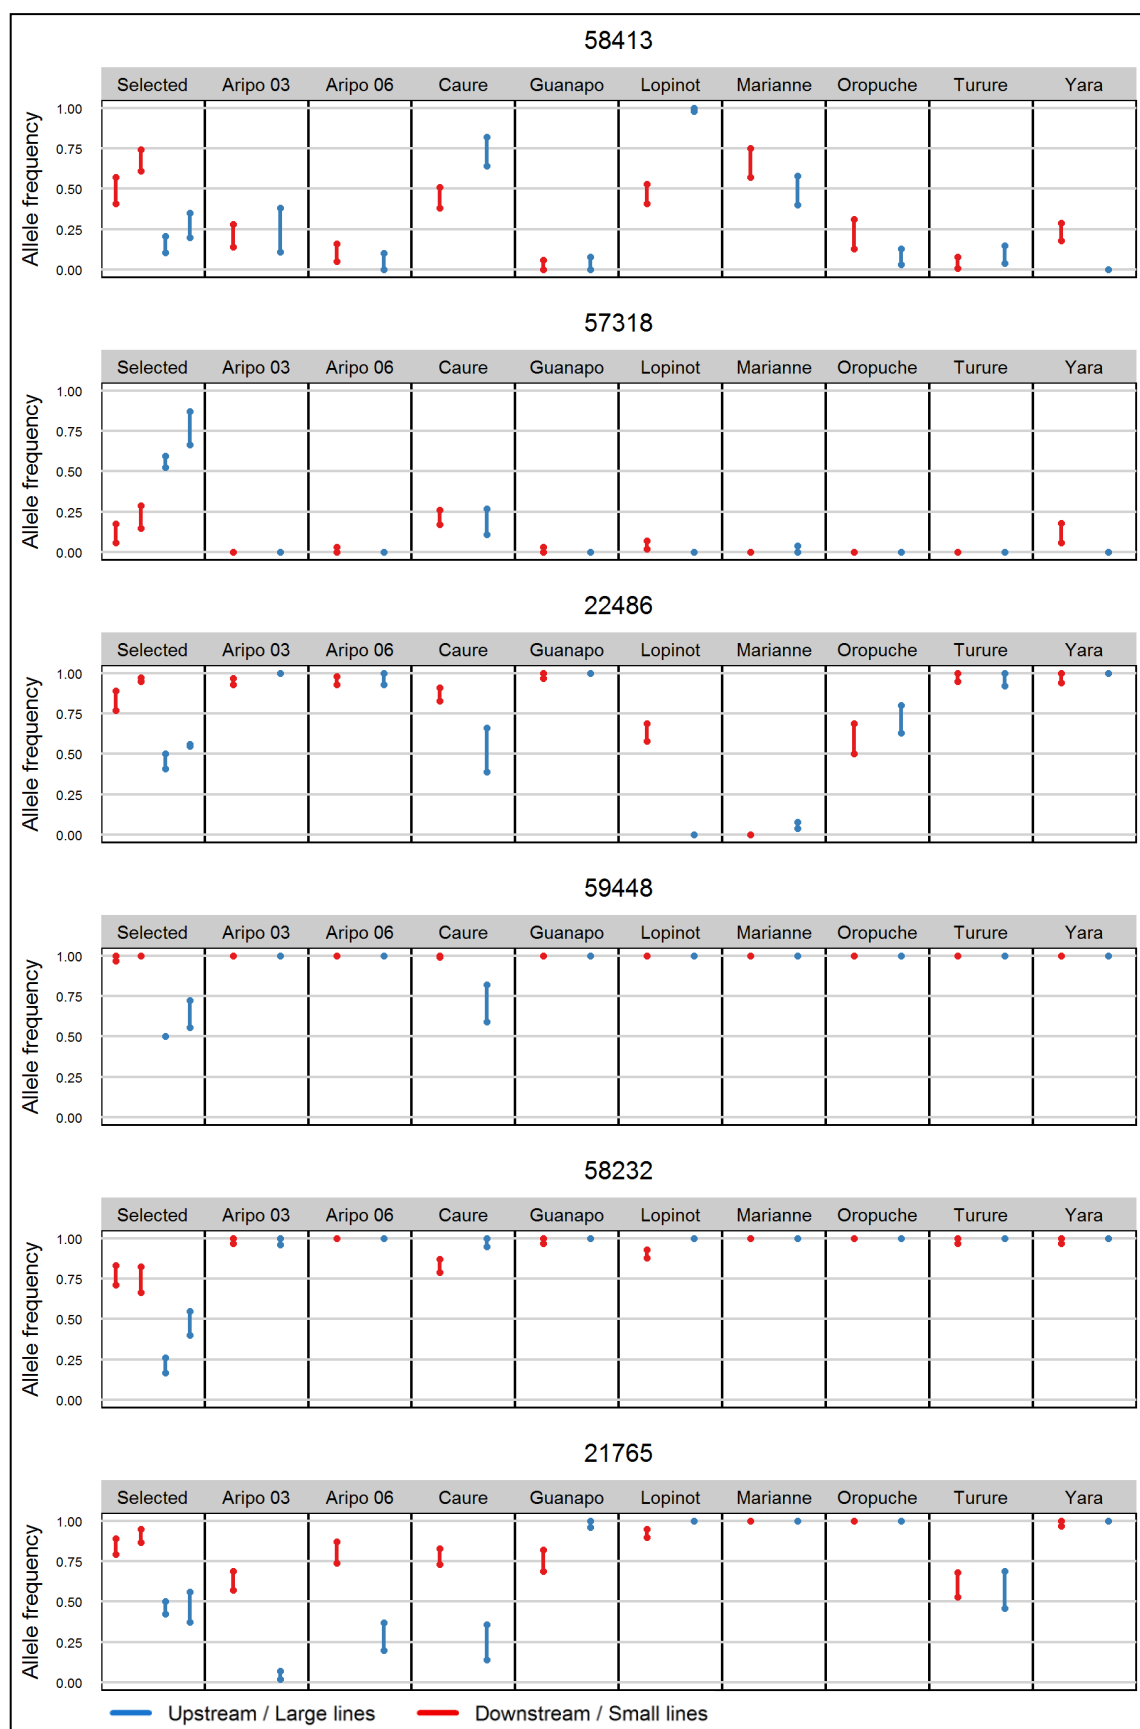 58413
Selected Aripo 03 Aripo 06 Caure Guanapo Lopinot Marianne Oropuche Turure Yara
Allele frequency
1.00
0.75
0.50
0.25
0.00
57318
Selected Aripo 03 Aripo 06 Caure Guanapo Lopinot Marianne Oropuche Turure Yara
Allele frequency
1.00
0.75
0.50
0.25
0.00
22486
Selected Aripo 03 Aripo 06 Caure Guanapo Lopinot Marianne Oropuche Turure Yara
Allele frequency
1.00
0.75
0.50
0.25
0.00
59448
Selected Aripo 03 Aripo 06 Caure Guanapo Lopinot Marianne Oropuche Turure Yara
Allele frequency
1.00
0.75
0.50
0.25
0.00
58232
Selected Aripo 03 Aripo 06 Caure Guanapo Lopinot Marianne Oropuche Turure Yara
Allele frequency
1.00
0.75
0.50
0.25
0.00
21765
Selected Aripo 03 Aripo 06 Caure Guanapo Lopinot Marianne Oropuche Turure Yara
Allele frequency
1.00
0.75
0.50
0.25
0.00
Upstream / Large lines Downstream / Small lines